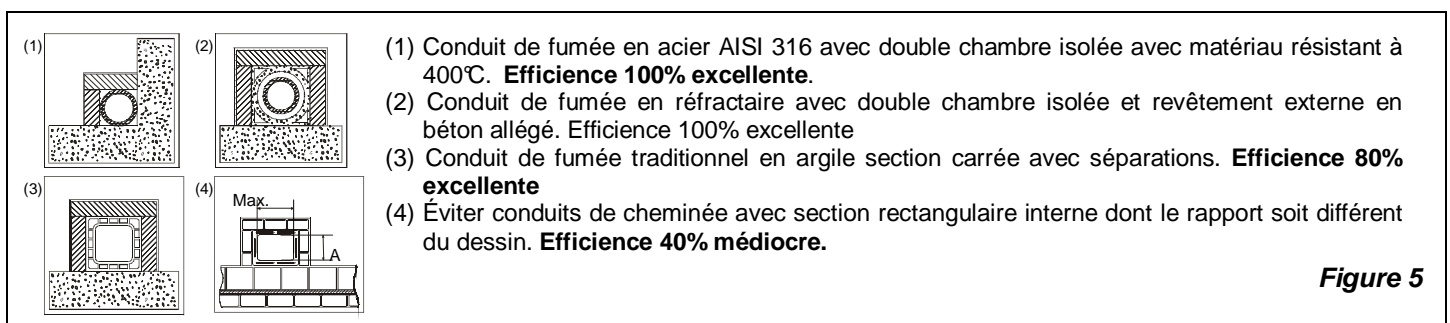 (1)
(2)
(3)
(4)
Max.
A
(1) Conduit de fumée en acier AISI 316 avec double chambre isolée avec matériau résistant à
400°C. Efficience 100% excellente.
(2) Conduit de fumée en réfractaire avec double chambre isolée et revêtement externe en
béton allégé. Efficience 100% excellente
(3) Conduit de fumée traditionnel en argile section carrée avec séparations. Efficience 80%
excellente
(4) Éviter conduits de cheminée avec section rectangulaire interne dont le rapport soit différent
du dessin. Efficience 40% médiocre.
Figure 5